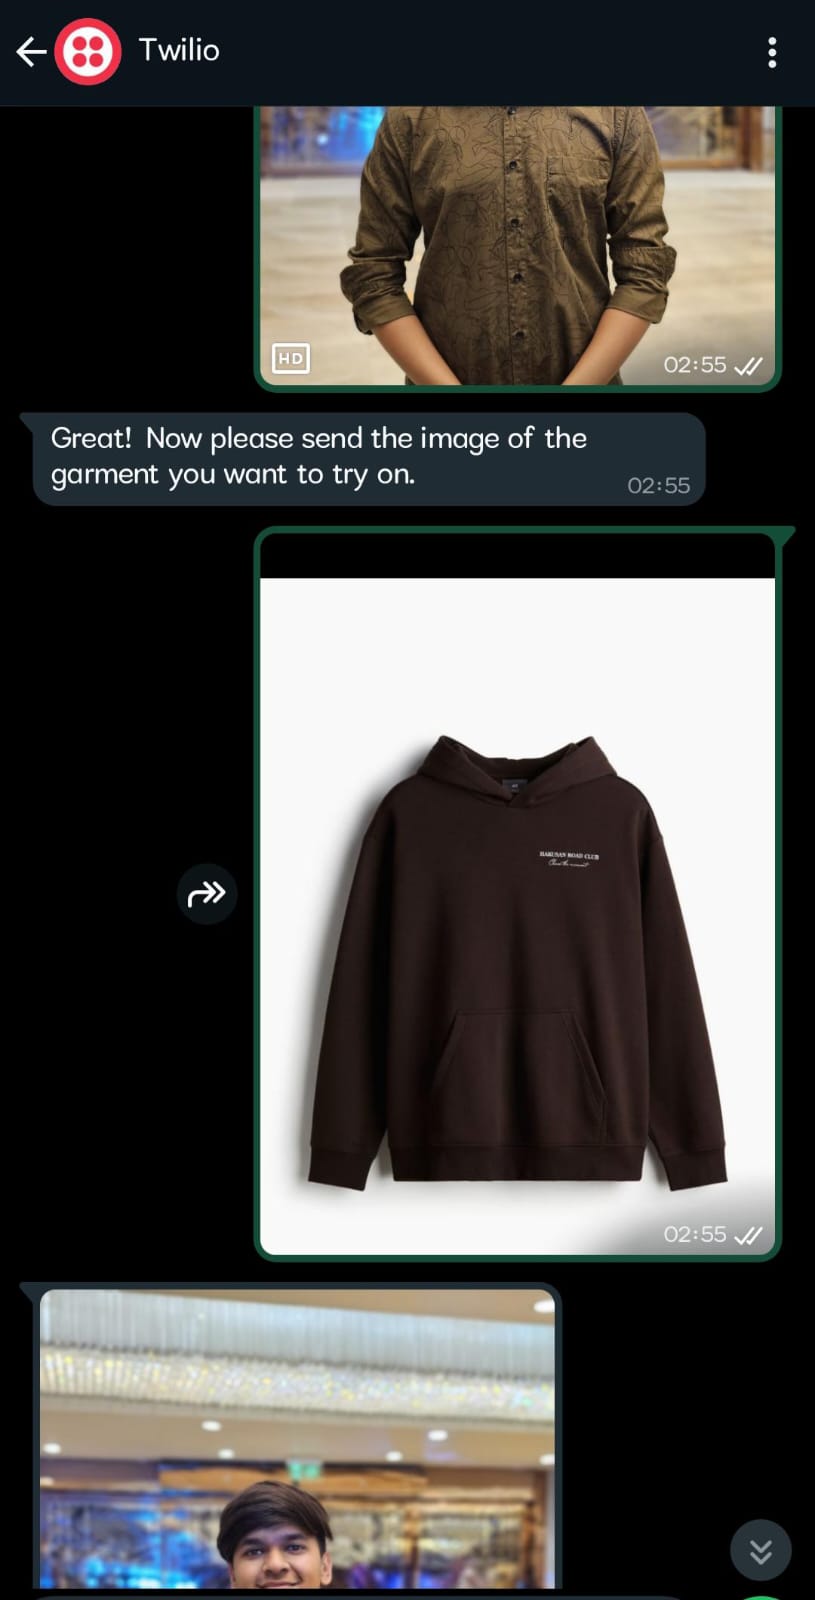 Twilio
HD
02:55
Great! Now please send the image of the
garment you want to try on.
02:55
HAKUSAN ROAD CLUB
02:55